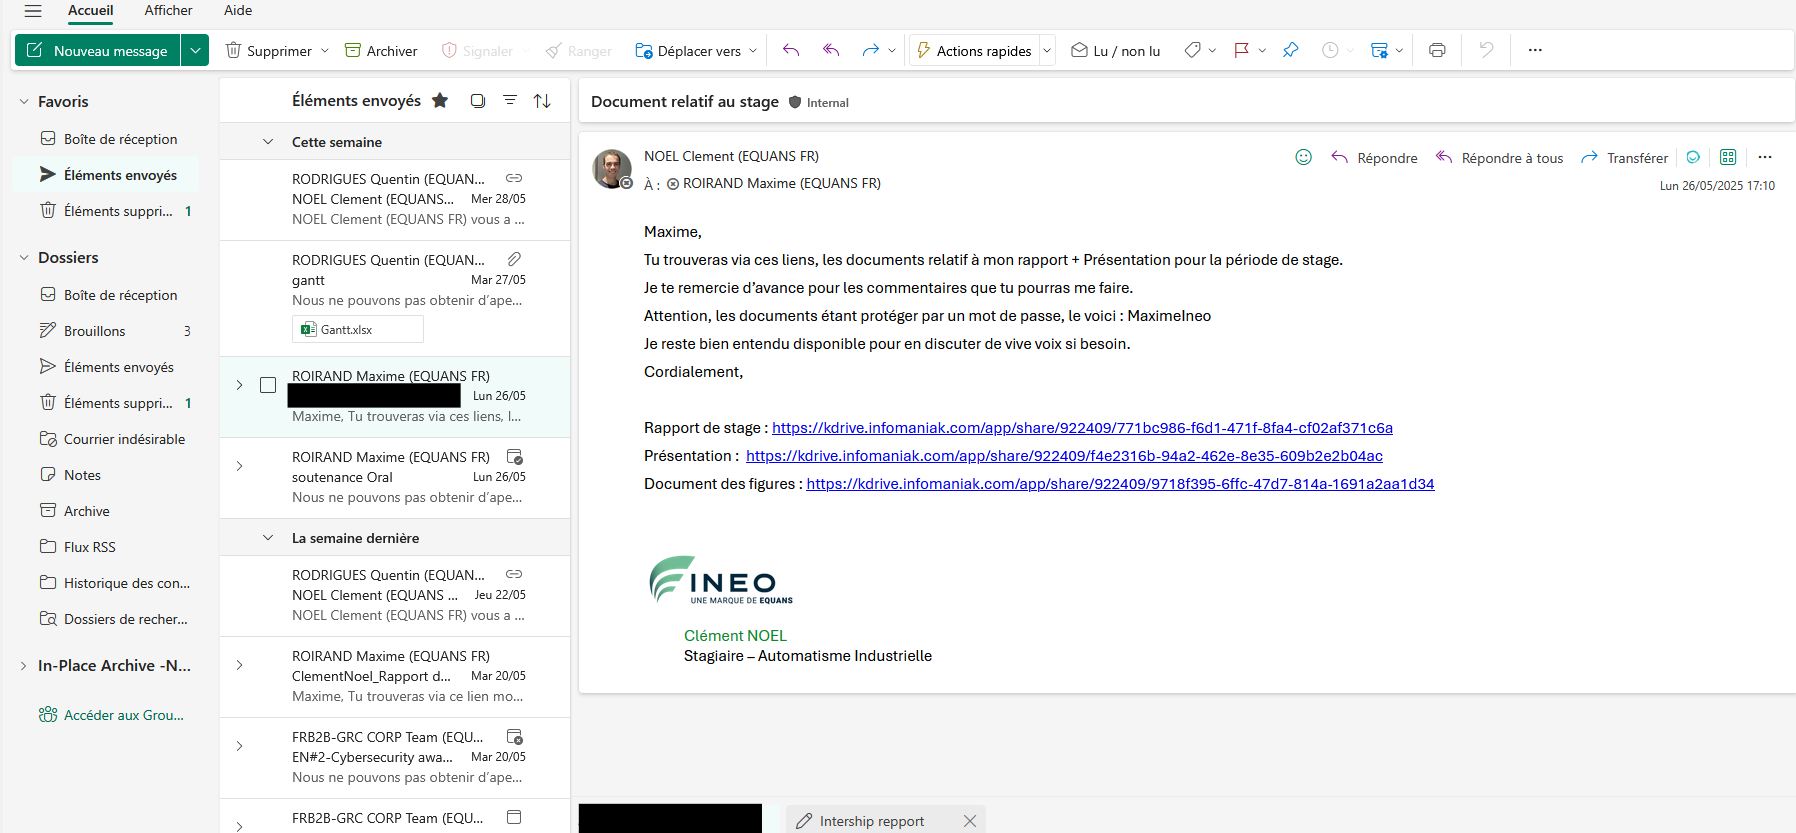 Accueil Afficher Aide
Nouveau message Supprimer Archiver Signaler Ranger Déplacer vers Actions rapides Lu / non lu
Favoris
Boîte de réception
Éléments envoyés
Éléments suppri... 1
Dossiers
Boîte de réception
Brouillons 3
Éléments envoyés
Éléments suppri... 1
Courrier indésirable
Notes
Archive
Flux RSS
Historique des con...
Dossiers de recher...
In-Place Archive -N...
Accéder aux Grou...
Éléments envoyés
Cette semaine
RODRIGUES Quentin (EQUAN...
NOEL Clement (EQUANS... Mer 28/05
NOEL Clement (EQUANS FR) vous a ...
RODRIGUES Quentin (EQUAN...
gantt Mar 27/05
Nous ne pouvons pas obtenir d’ape...
Gantt.xlsx
ROIRAND Maxime (EQUANS FR)
Lun 26/05
Maxime, Tu trouveras via ces liens, l...
ROIRAND Maxime (EQUANS FR)
soutenance Oral Lun 26/05
Nous ne pouvons pas obtenir d’ape...
La semaine dernière
RODRIGUES Quentin (EQUAN...
NOEL Clement (EQUANS ... Jeu 22/05
NOEL Clement (EQUANS FR) vous a ...
ROIRAND Maxime (EQUANS FR)
ClementNoel_Rapport d... Mar 20/05
Maxime, Tu trouveras via ce lien mo...
FRB2B-GRC CORP Team (EQU...
EN#2-Cybersecurity awa... Mar 20/05
Nous ne pouvons pas obtenir d’ape...
FRB2B-GRC CORP Team (EQU...
Document relatif au stage Internal
NOEL Clement (EQUANS FR)
À : ROIRAND Maxime (EQUANS FR)
Répondre Répondre à tous Transférer
Lun 26/05/2025 17:10
Maxime,
Tu trouveras via ces liens, les documents relatif à mon rapport + Présentation pour la période de stage.
Je te remercie d’avance pour les commentaires que tu pourras me faire.
Attention, les documents étant protéger par un mot de passe, le voici : MaximeIneo
Je reste bien entendu disponible pour en discuter de vive voix si besoin.
Cordialement,
Rapport de stage : https://kdrive.infomaniak.com/app/share/922409/771bc986-f6d1-471f-8fa4-cf02af371c6a
Présentation : https://kdrive.infomaniak.com/app/share/922409/f4e2316b-94a2-462e-8e35-609b2e2b04ac
Document des figures : https://kdrive.infomaniak.com/app/share/922409/9718f395-6ffc-47d7-814a-1691a2aa1d34
INEO
UNE MARQUE DE EQUANS
Clément NOEL
Stagiaire – Automatisme Industrielle
Intership repport